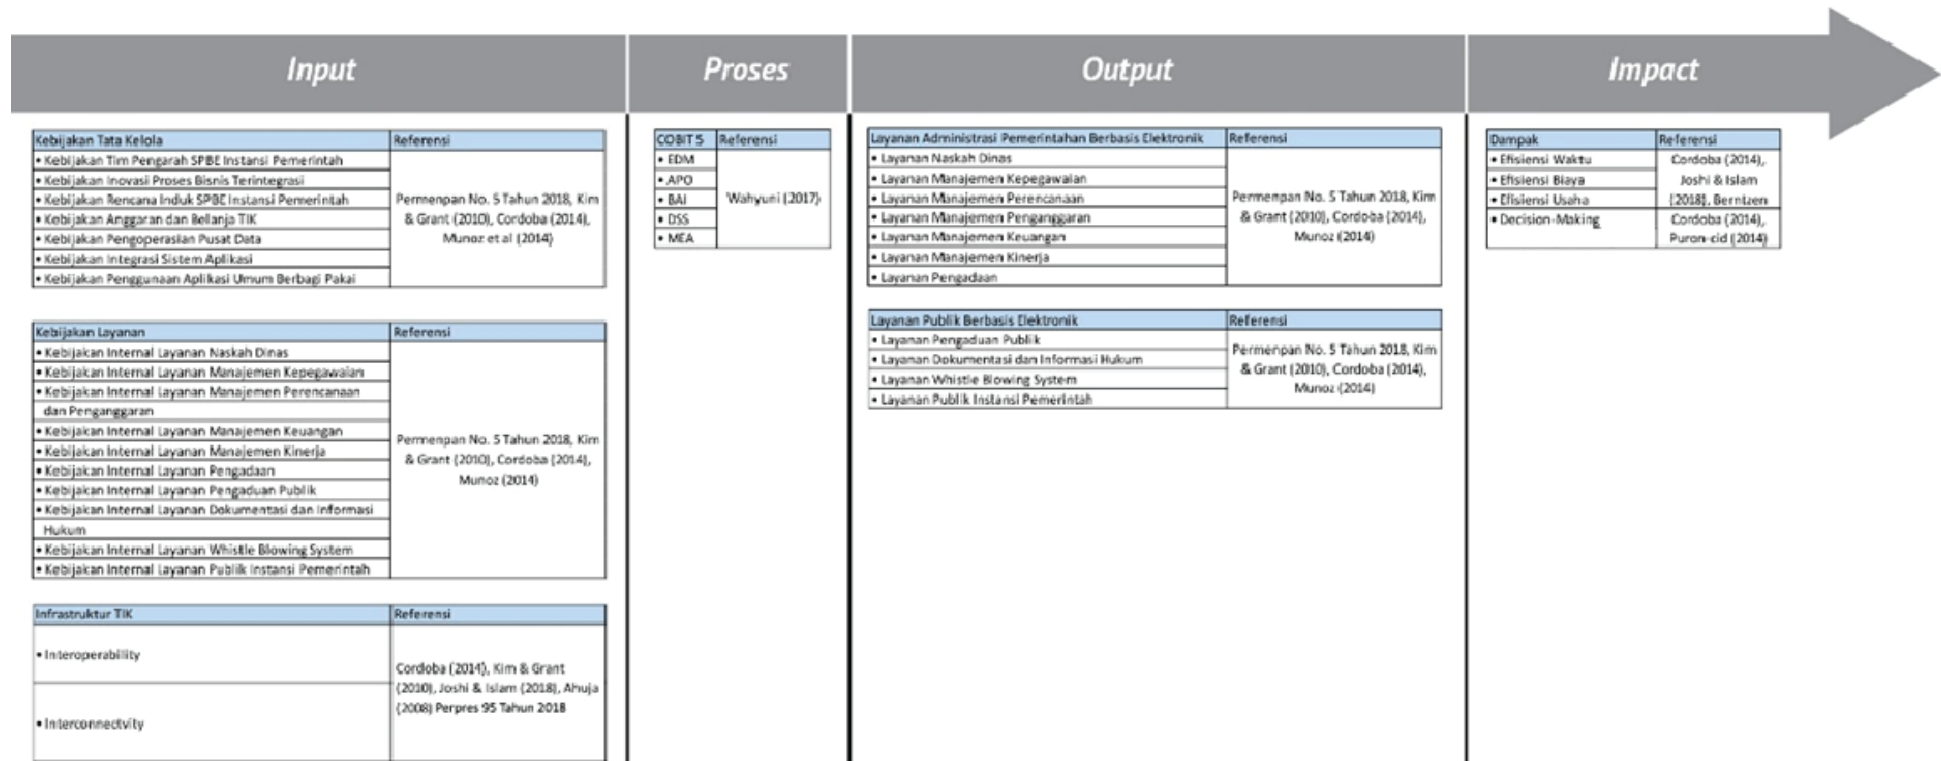 Input
Proses
Output
Impact
Kebijakan Tata Kelola
Referensi
• Kebijakan Tim Pengarah SPBE Instansi Pemerintah
• Kebijakan Inovasi Proses Bisnis Terintegrasi
• Kebijakan Rencana Induk SPBE Instansi Pemerintah
• Kebijakan Anggaran dan Belanja TIK
• Kebijakan Pengoperasian Pusat Data
• Kebijakan Integrasi Sistem Aplikasi
• Kebijakan Penggunaan Aplikasi Umum Berbagi Pakai
Permenpan No. 5 Tahun 2018, Kim
& Grant (2010), Cordoba (2014),
Munoz et al (2014)
Kebijakan Layanan
Referensi
• Kebijakan Internal Layanan Naskah Dinas
• Kebijakan Internal Layanan Manajemen Kepegawaian
• Kebijakan Internal Layanan Manajemen Perencanaan
dan Penganggaran
• Kebijakan Internal Layanan Manajemen Keuangan
• Kebijakan Internal Layanan Manajemen Kinerja
• Kebijakan Internal Layanan Pengadaan
• Kebijakan Internal Layanan Pengaduan Publik
• Kebijakan Internal Layanan Dokumentasi dan Informasi
Hukum
• Kebijakan Internal Layanan Whistle Blowing System
• Kebijakan Internal Layanan Publik Instansi Pemerintah
Permenpan No. 5 Tahun 2018, Kim
& Grant (2010), Cordoba (2014),
Munoz (2014)
Infrastruktur TIK
Referensi
• Interoperability
• Interconnectvity
Cordoba (2014), Kim & Grant
(2010), Joshi & Islam (2018), Ahuja
(2008) Perpres 95 Tahun 2018
COBIT 5
Referensi
• EDM
• APO
• BAI
• DSS
• MEA
Wahyuni (2017)
Layanan Administrasi Pemerintahan Berbasis Elektronik
Referensi
• Layanan Naskah Dinas
• Layanan Manajemen Kepegawaian
• Layanan Manajemen Perencanaan
• Layanan Manajemen Penganggaran
• Layanan Manajemen Keuangan
• Layanan Manajemen Kinerja
• Layanan Pengadaan
Permempan No. 5 Tahun 2018, Kim
& Grant (2010), Cordoba (2014),
Munoz (2014)
Layanan Publik Berbasis Elektronik
Referensi
• Layanan Pengaduan Publik
• Layanan Dokumentasi dan Informasi Hukum
• Layanan Whistle Blowing System
• Layanan Publik Instansi Pemerintah
Permenpan No. 5 Tahun 2018, Kim
& Grant (2010), Cordoba (2014),
Munoz (2014)
Dampak
Referensi
• Efisiensi Waktu
• Efisiensi Biaya
• Efisiensi Usaha
• Decision-Making
Cordoba (2014),
Joshi & Islam
(2018), Berntzen
Cordoba (2014),
Purom-cid (2014)